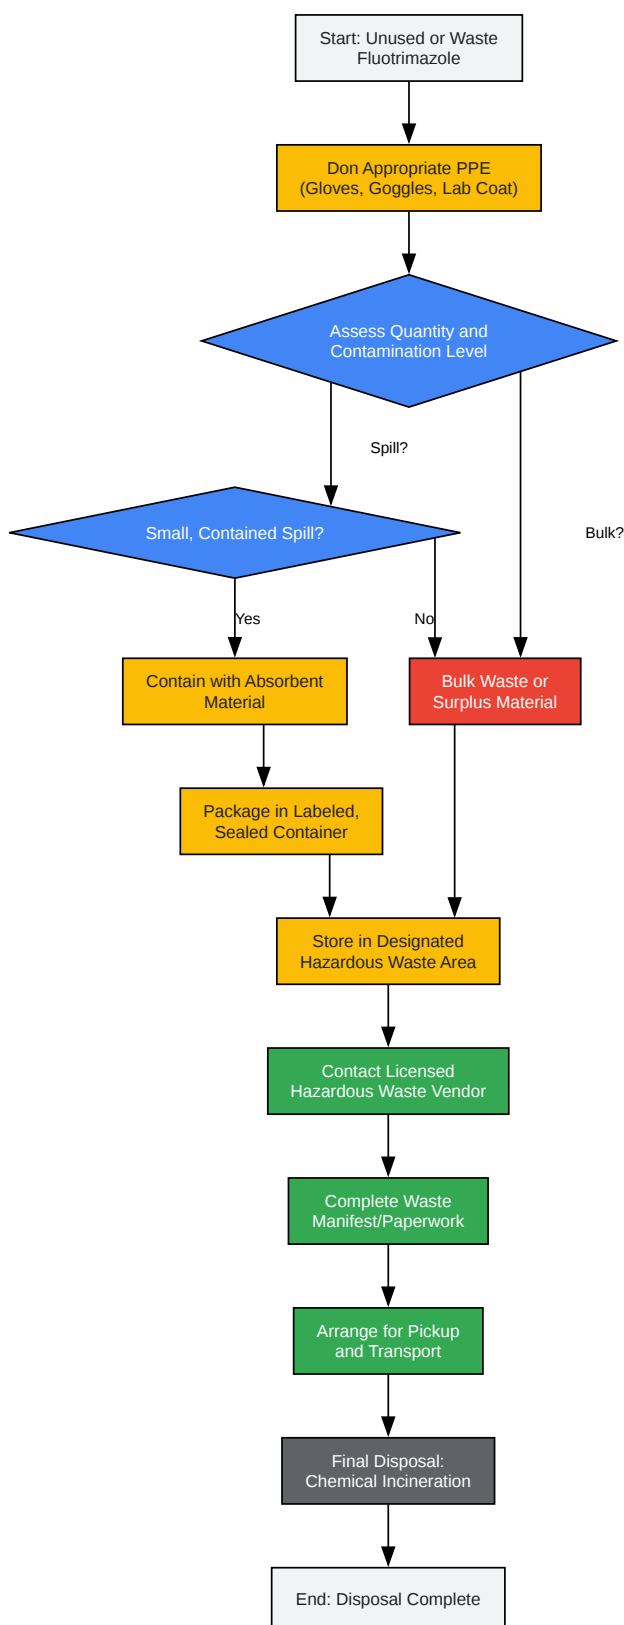 Start: Unused or Waste
Fluotrimazole
Don Appropriate PPE
(Gloves, Goggles, Lab Coat)
Assess Quantity and
Contamination Level
Spill?
Small, Contained Spill?
Bulk?
Yes
No
Contain with Absorbent
Material
Bulk Waste or
Surplus Material
Package in Labeled,
Sealed Container
Store in Designated
Hazardous Waste Area
Contact Licensed
Hazardous Waste Vendor
Complete Waste
Manifest/Paperwork
Arrange for Pickup
and Transport
Final Disposal:
Chemical Incineration
End: Disposal Complete